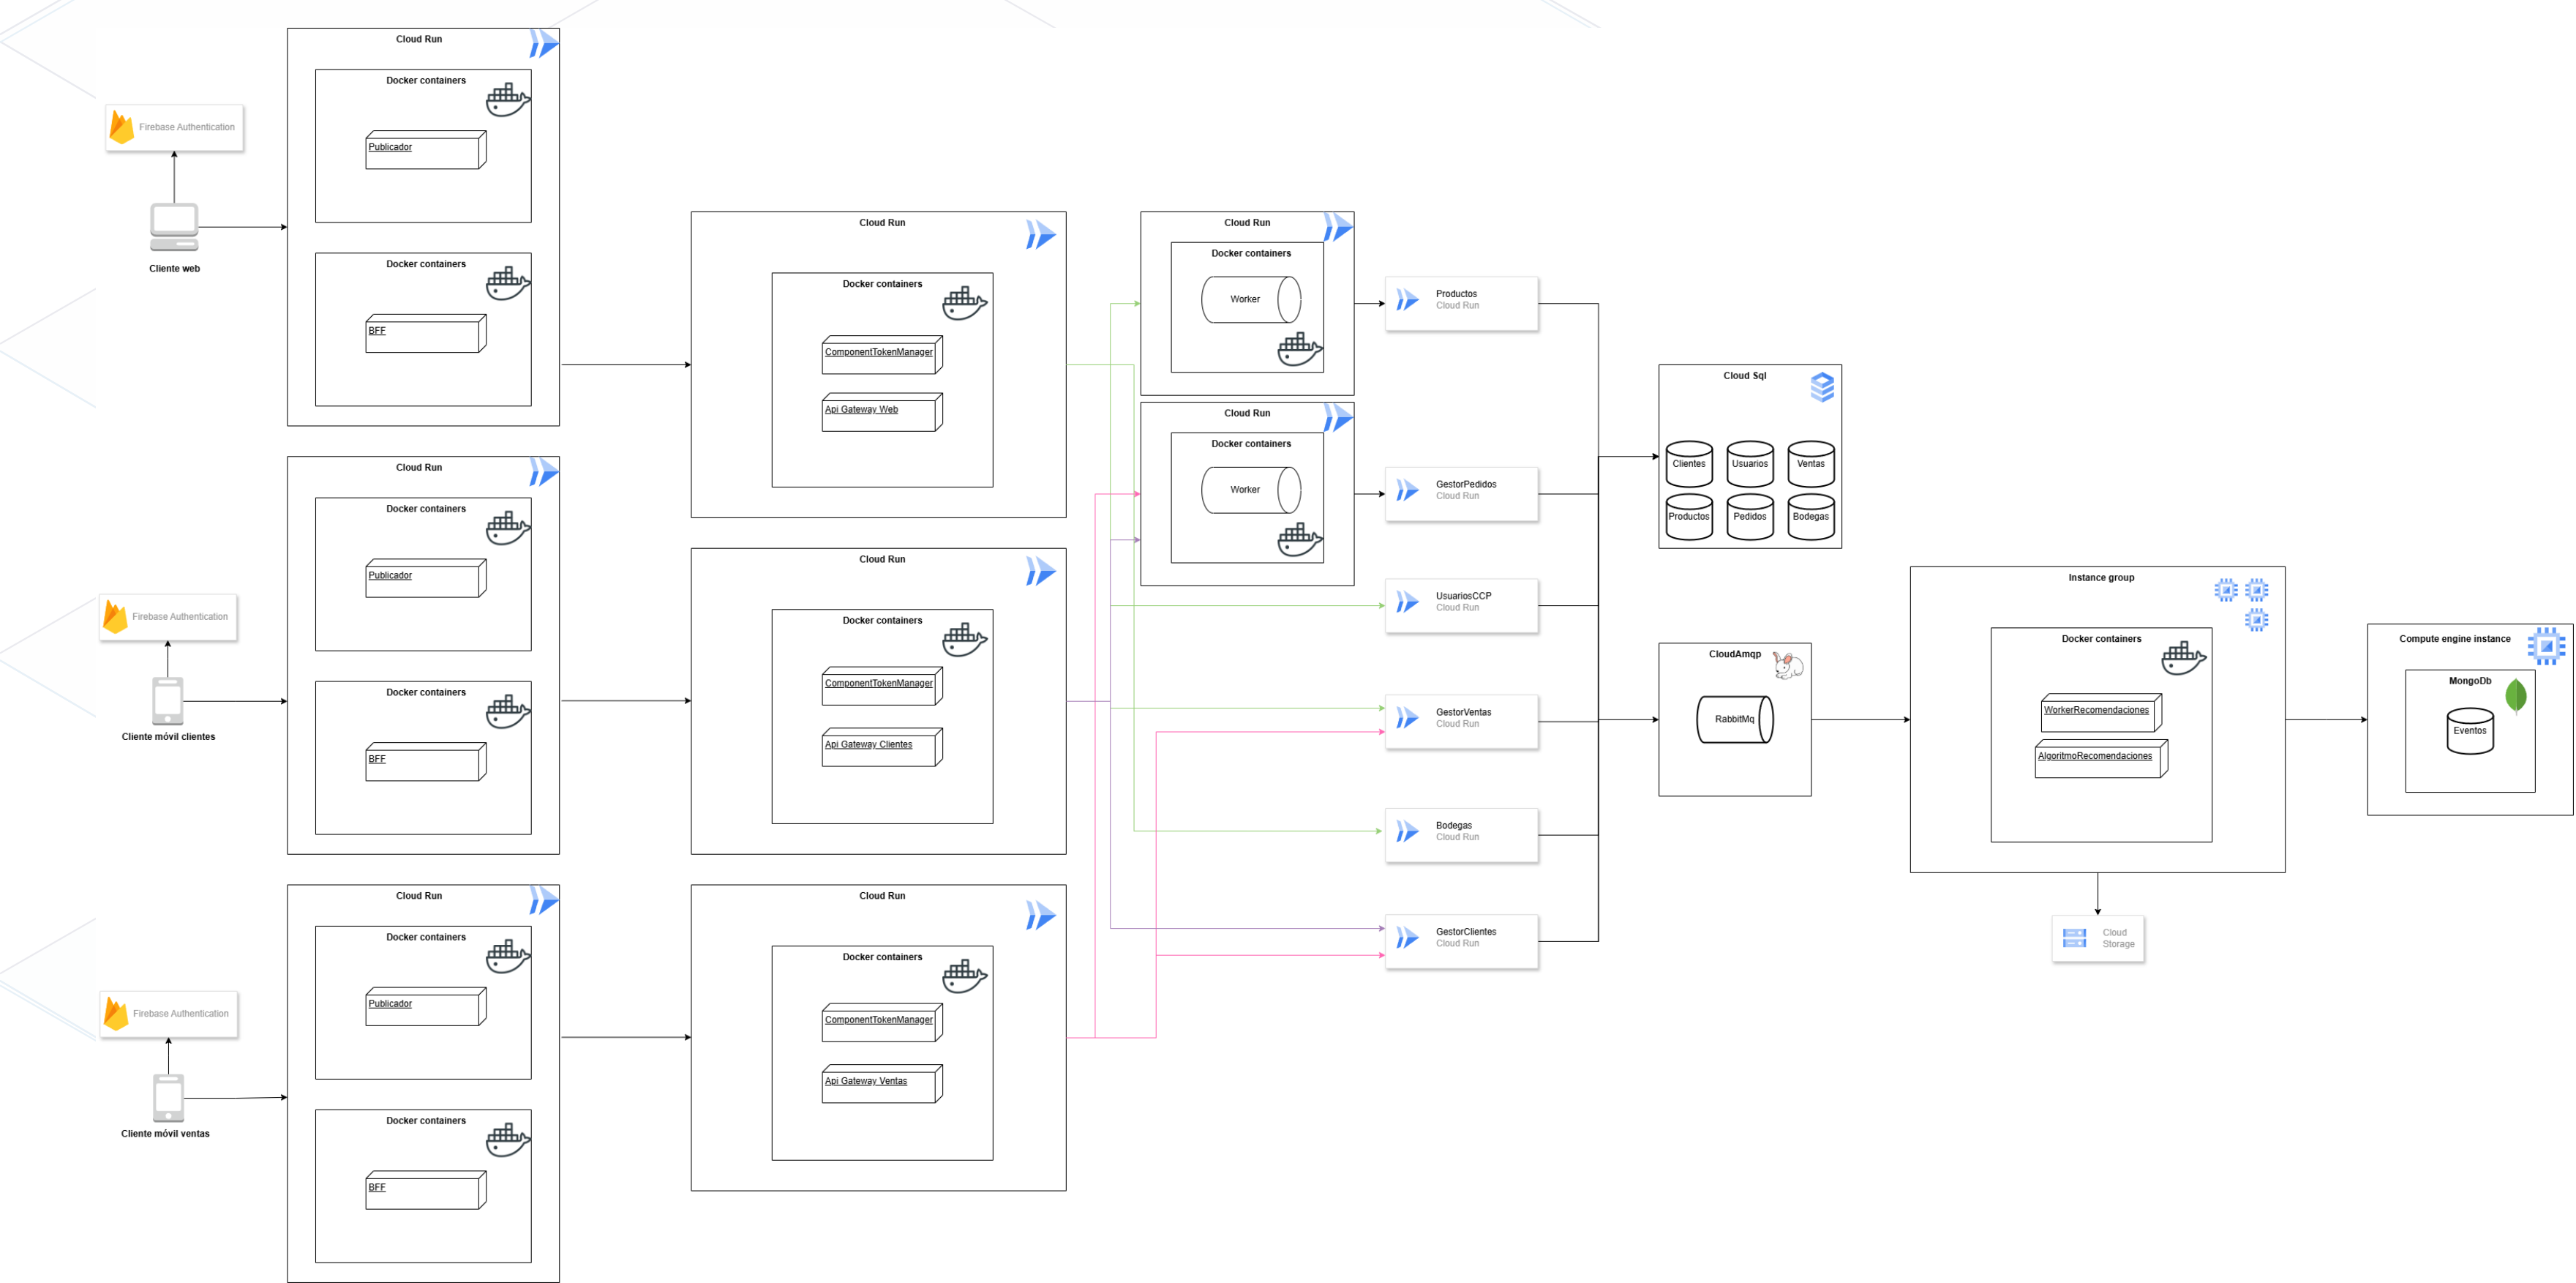 Cloud Run
Docker containers
Publicador
Firebase Authentication
Cliente web
Docker containers
BFF
Cloud Run
Docker containers
Publicador
Firebase Authentication
Cliente móvil clientes
Docker containers
BFF
Cloud Run
Docker containers
Publicador
Firebase Authentication
Cliente móvil ventas
Docker containers
BFF
Cloud Run
Docker containers
ComponentTokenManager
Api Gateway Web
Cloud Run
Docker containers
ComponentTokenManager
Api Gateway Clientes
Cloud Run
Docker containers
ComponentTokenManager
Api Gateway Ventas
Cloud Run
Docker containers
Worker
Cloud Run
Docker containers
Worker
Productos
Cloud Run
GestorPedidos
Cloud Run
UsuariosCCP
Cloud Run
GestorVentas
Cloud Run
Bodegas
Cloud Run
GestorClientes
Cloud Run
Cloud Sql
Clientes
Usuarios
Ventas
Productos
Pedidos
Bodegas
CloudAmqp
RabbitMq
Instance group
Docker containers
WorkerRecomendaciones
AlgoritmoRecomendaciones
Cloud
Storage
Compute engine instance
MongoDb
Eventos